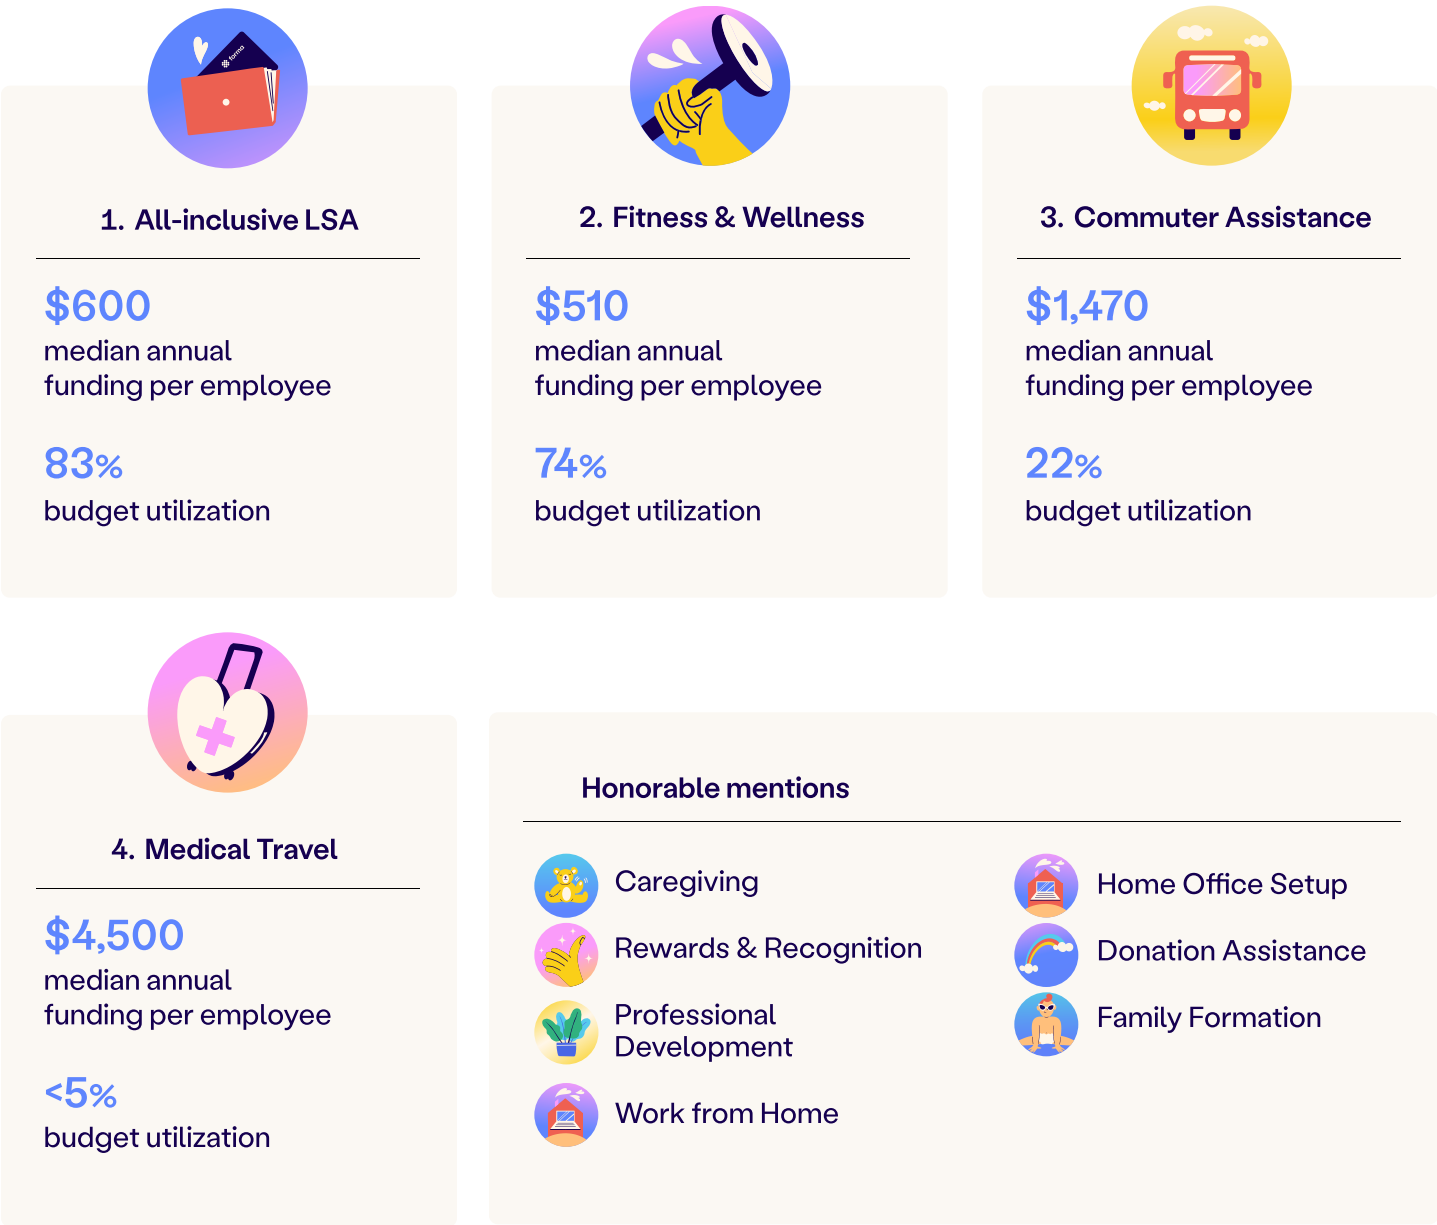 forma
1. All-inclusive LSA
$600
median annual
funding per employee
83%
budget utilization
2. Fitness & Wellness
$510
median annual
funding per employee
74%
budget utilization
3. Commuter Assistance
$1,470
median annual
funding per employee
22%
budget utilization
4. Medical Travel
$4,500
median annual
funding per employee
<5%
budget utilization
Honorable mentions
Caregiving
Rewards & Recognition
Professional
Development
Work from Home
Home Office Setup
Donation Assistance
Family Formation